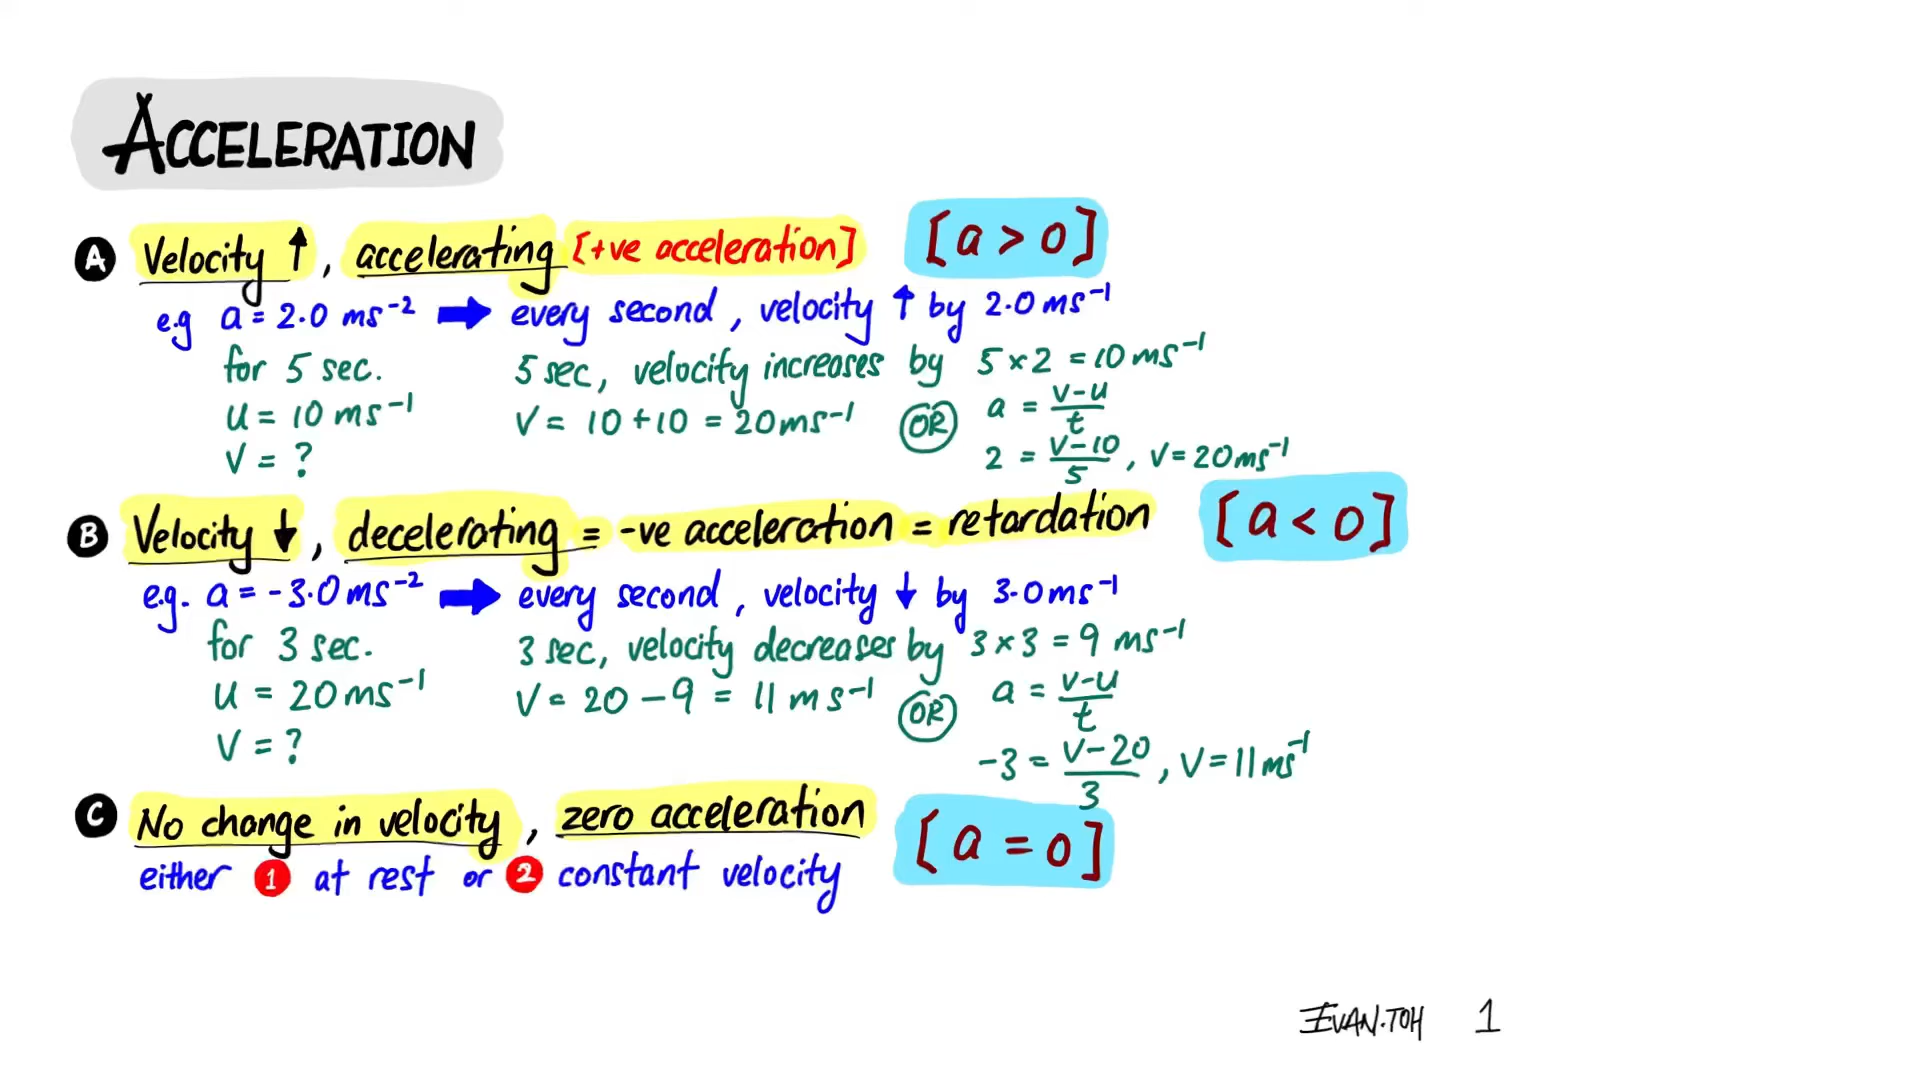 ACCELERATION
A Velocity ↑, accelerating [+ve acceleration] [a > 0]
e.g a = 2.0 ms⁻² ➡ every second, velocity ↑ by 2.0 ms⁻¹
for 5 sec. 5 sec, velocity increases by 5 × 2 = 10 ms⁻¹
u = 10 ms⁻¹ V = 10 + 10 = 20 ms⁻¹ OR a = (v-u)/t
V = ? 2 = (v-10)/5, V = 20 ms⁻¹
B Velocity ↓, decelerating = -ve acceleration = retardation [a < 0]
e.g. a = -3.0 ms⁻² ➡ every second, velocity ↓ by 3.0 ms⁻¹
for 3 sec. 3 sec, velocity decreases by 3 × 3 = 9 ms⁻¹
u = 20 ms⁻¹ V = 20 - 9 = 11 ms⁻¹ OR a = (v-u)/t
V = ? -3 = (v-20)/3, V = 11 ms⁻¹
C No change in velocity, zero acceleration [a = 0]
either 1 at rest or 2 constant velocity
EVAN.TOH 1